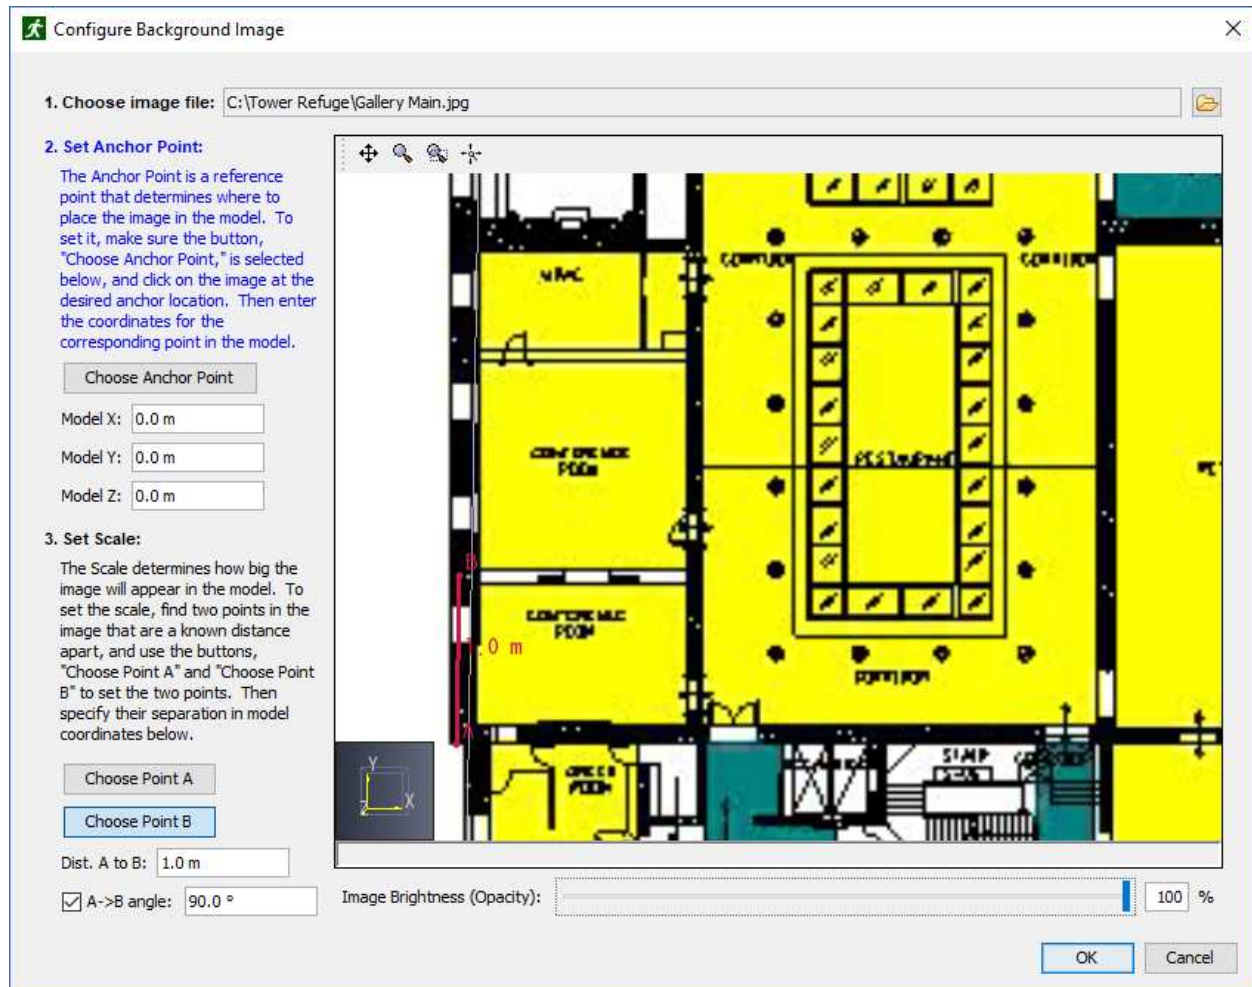 Configure Background Image
1. Choose image file: C:\Tower Refuge\Gallery Main.jpg
2. Set Anchor Point:
The Anchor Point is a reference
point that determines where to
place the image in the model. To
set it, make sure the button,
"Choose Anchor Point," is selected
below, and click on the image at the
desired anchor location. Then enter
the coordinates for the
corresponding point in the model.
Choose Anchor Point
Model X: 0.0 m
Model Y: 0.0 m
Model Z: 0.0 m
3. Set Scale:
The Scale determines how big the
image will appear in the model. To
set the scale, find two points in the
image that are a known distance
apart, and use the buttons,
"Choose Point A" and "Choose Point
B" to set the two points. Then
specify their separation in model
coordinates below.
Choose Point A
Choose Point B
Dist. A to B: 1.0 m
A->B angle: 90.0 °
CONFERENCE
ROOM
B
CONFERENCE
ROOM
1.0 m
A
STAIR
Y
Z X
Image Brightness (Opacity): 100 %
OK Cancel